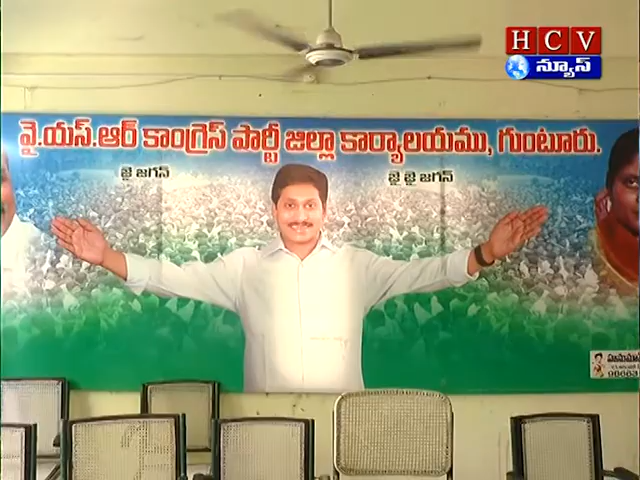 HCV
న్యూస్
వై.యస్.ఆర్ కాంగ్రెస్ పార్టీ జిల్లా కార్యాలయము, గుంటూరు.
జై జగన్
జై జై జగన్